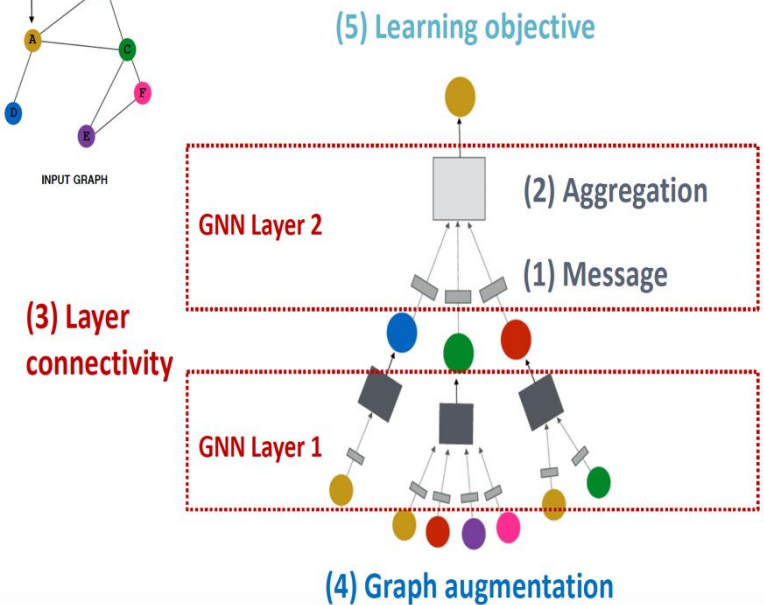 (5) Learning objective
A
C
F
D
E
INPUT GRAPH
(2) Aggregation
GNN Layer 2
(1) Message
(3) Layer
connectivity
GNN Layer 1
(4) Graph augmentation